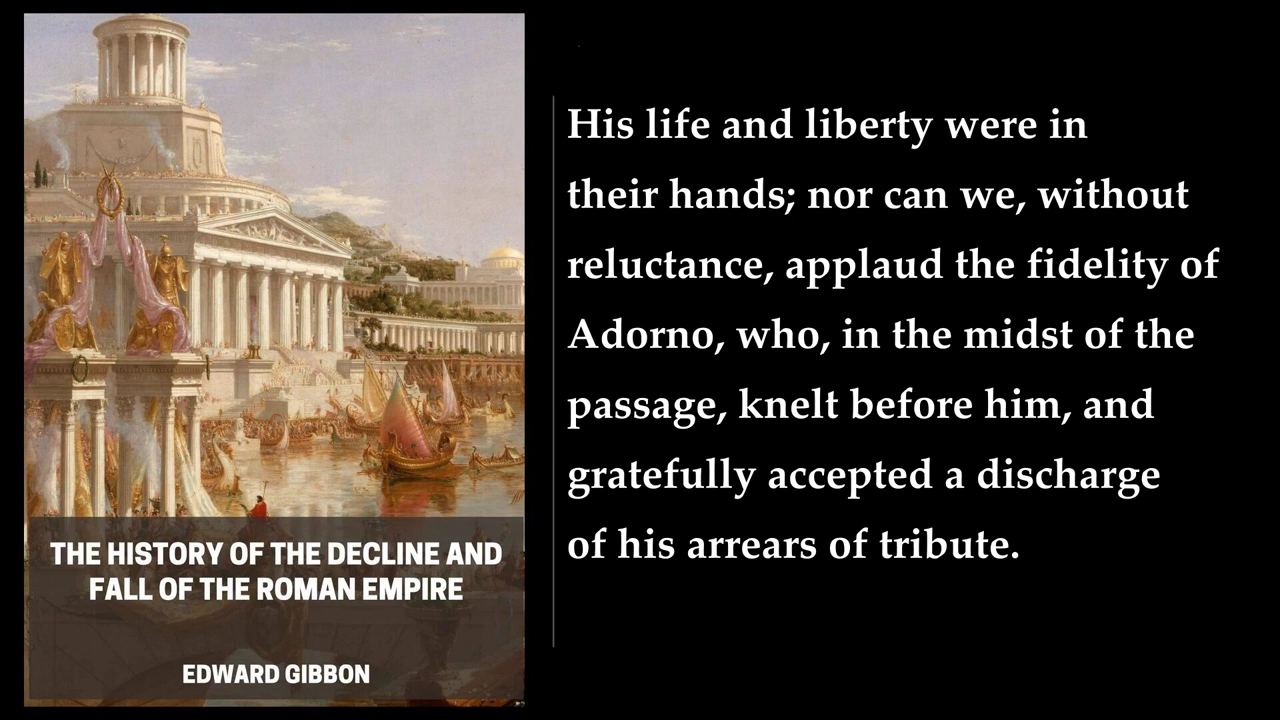 THE HISTORY OF THE DECLINE AND
FALL OF THE ROMAN EMPIRE
EDWARD GIBBON
His life and liberty were in
their hands; nor can we, without
reluctance, applaud the fidelity of
Adorno, who, in the midst of the
passage, knelt before him, and
gratefully accepted a discharge
of his arrears of tribute.